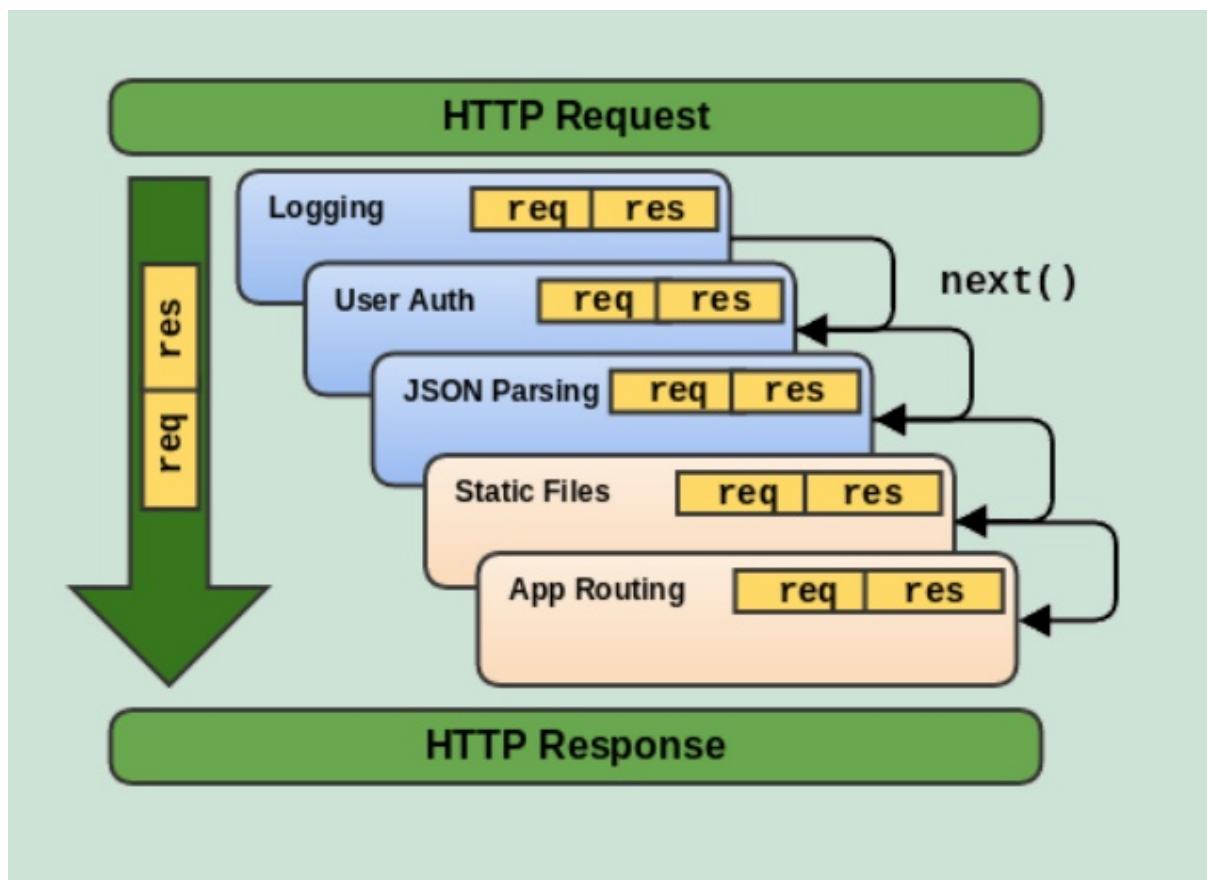 HTTP Request
Logging req res
next()
User Auth req res
res
JSON Parsing req res
req
Static Files req res
App Routing req res
HTTP Response